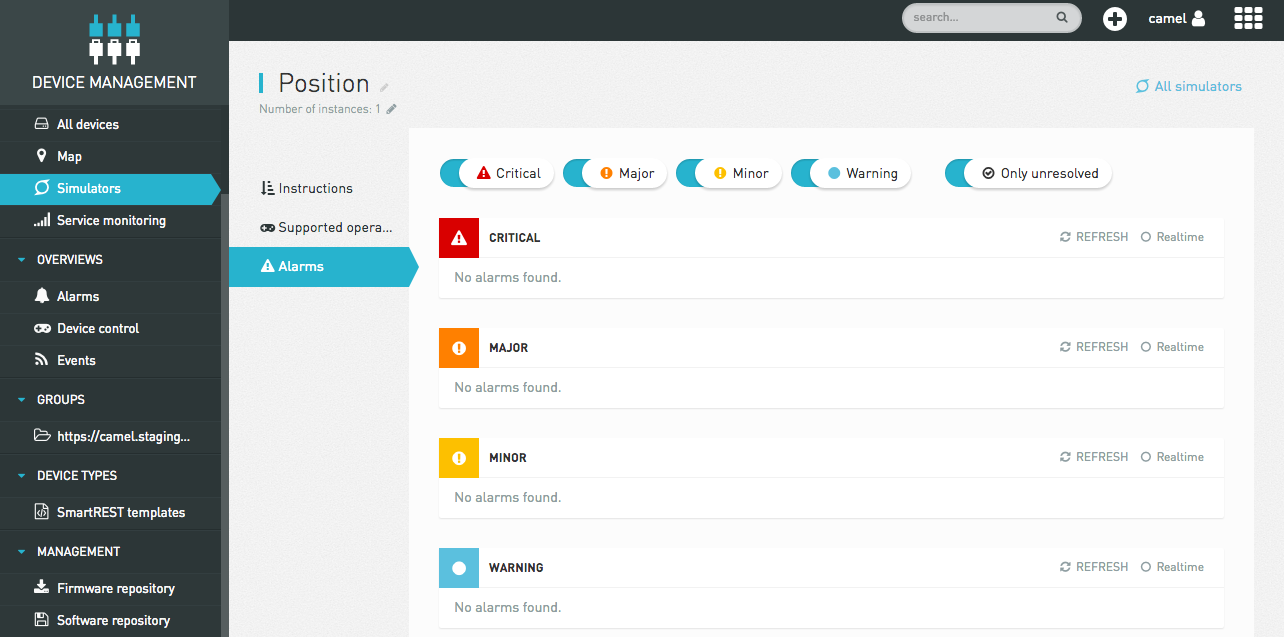 search...
camel
DEVICE MANAGEMENT
All devices
Map
Simulators
Service monitoring
OVERVIEWS
Alarms
Device control
Events
GROUPS
https://camel.staging...
DEVICE TYPES
SmartREST templates
MANAGEMENT
Firmware repository
Software repository
Position
All simulators
Number of instances: 1
Instructions
Supported opera...
Alarms
Critical Major Minor Warning Only unresolved
CRITICAL REFRESH Realtime
No alarms found.
MAJOR REFRESH Realtime
No alarms found.
MINOR REFRESH Realtime
No alarms found.
WARNING REFRESH Realtime
No alarms found.